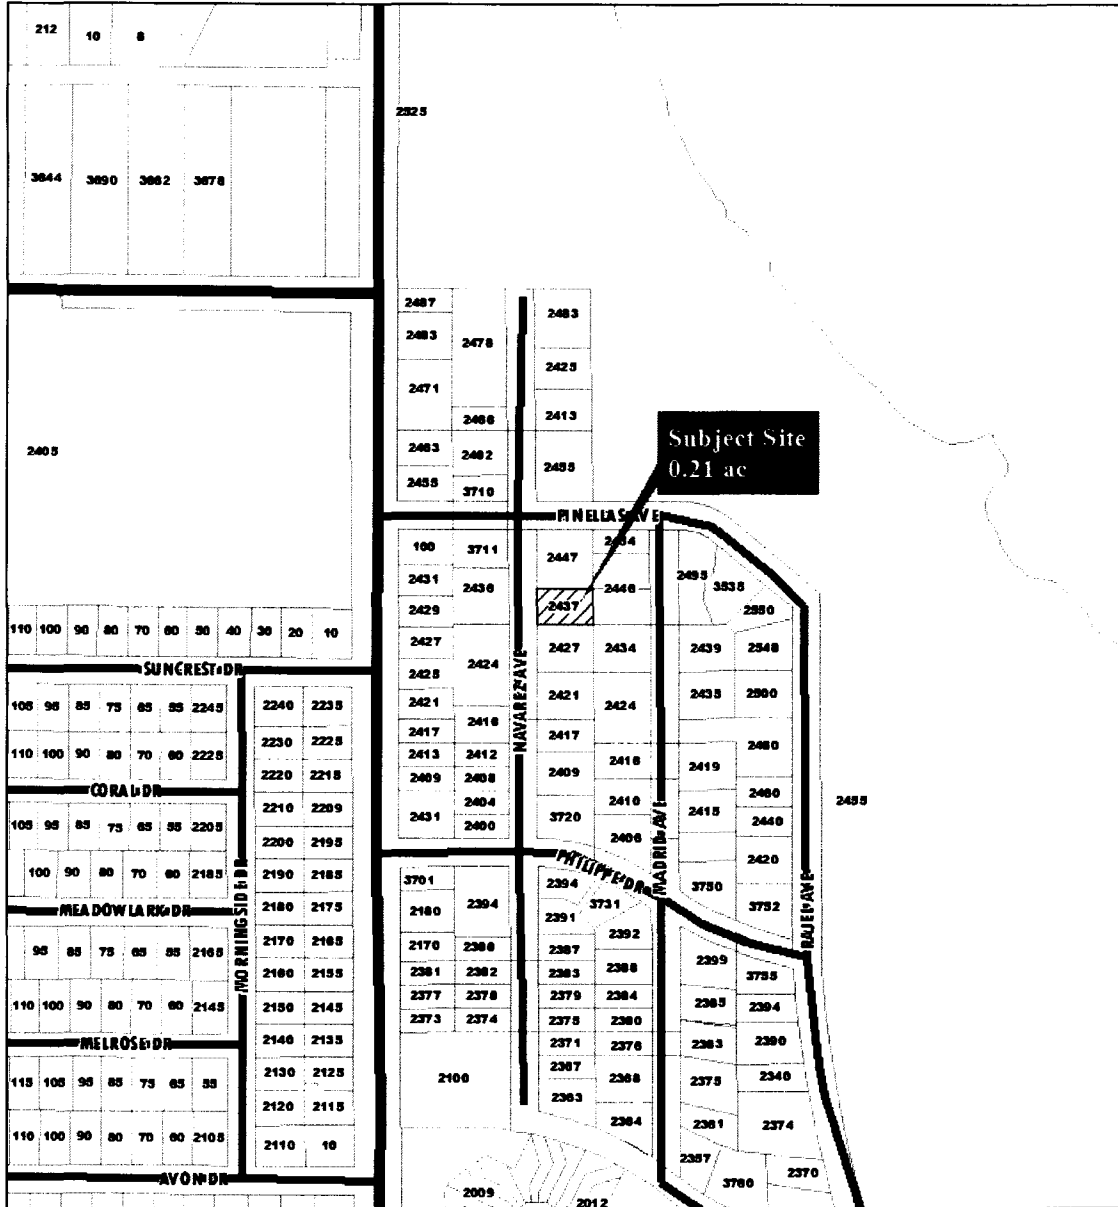 212 10 8
2525
3644 3690 3662 3678
2487 2483
2483 2478
2425
2471
2466 2413
2405 2463 2462 2455
2455 3710
Subject Site
0.21 ac
PINELLAS AVE
100 3711 2447 2454
2431 2436 2446 2495 3535
2429 2437 2550
110 100 90 80 70 60 50 40 30 20 10
2427 2424 2427 2434 2439 2548
SUNCREST DR
2425
NAVAREZ AVE
105 95 85 75 65 55 2245 2240 2235
2421 2416 2421 2424 2435 2500
2417 2417
110 100 90 80 70 60 2225 2230 2225
2413 2412 2409 2416 2419 2460
2220 2215 2409 2408
CORAL DR
2460
2210 2209 2431 2404 3720 2410 2415 2440 2455
105 95 85 75 65 55 2205
2400 2406
2200 2195
MADRID AVE
PHILIPPE DR
2420
100 90 80 70 60 2185 2190 2185
3701 2394 3750
MORNINGSIDE DR
RAJEL AVE
MEADOWLARK DR
2180 2175 2180 2394 2391 3731 3752
95 85 75 65 55 2165 2170 2165
2170 2386 2387 2392 2399
2160 2155 2381 2382 2383 2388 3755
110 100 90 80 70 60 2145 2150 2145
2377 2378 2379 2384 2385 2394
2373 2374 2375 2380
MELROSE DR
2140 2135 2371 2376 2383 2390
115 105 95 85 75 65 55 2130 2125
2100 2367 2368 2375 2346
2120 2115 2363
110 100 90 80 70 60 2105 2110 10
2364 2361 2374
2357 2370
AVON DR
2009 2012 3760